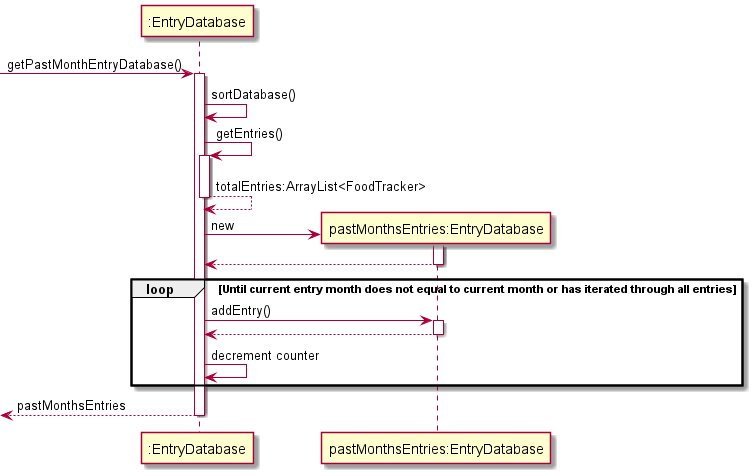 :EntryDatabase
getPastMonthEntryDatabase()
sortDatabase()
getEntries()
totalEntries:ArrayList<FoodTracker>
new
pastMonthsEntries:EntryDatabase
loop [Until current entry month does not equal to current month or has iterated through all entries]
addEntry()
decrement counter
pastMonthsEntries
:EntryDatabase pastMonthsEntries:EntryDatabase